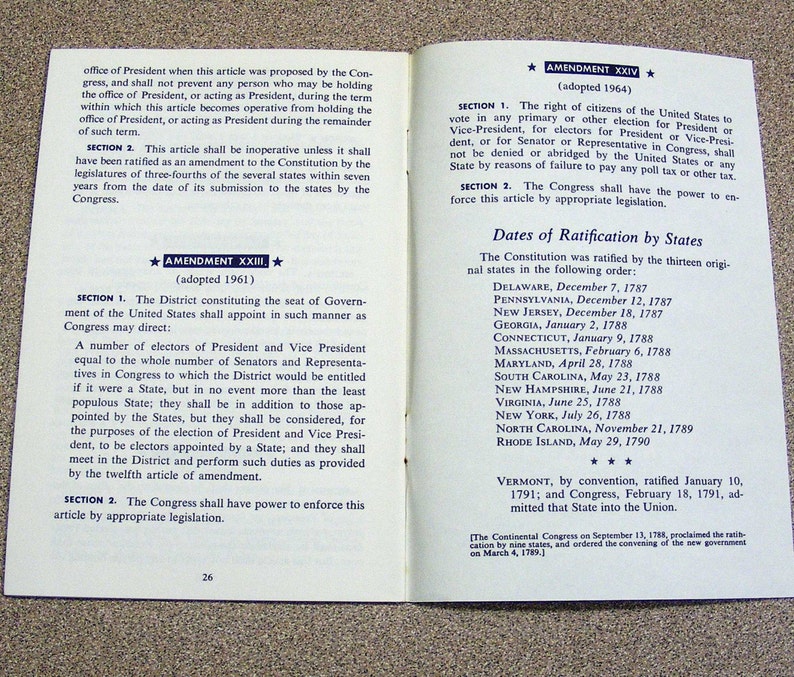 office of President when this article was proposed by the Con-
gress, and shall not prevent any person who may be holding
the office of President, or acting as President, during the term
within which this article becomes operative from holding the
office of President, or acting as President during the remainder
of such term.
SECTION 2. This article shall be inoperative unless it shall
have been ratified as an amendment to the Constitution by the
legislatures of three-fourths of the several states within seven
years from the date of its submission to the states by the
Congress.
★ AMENDMENT XXIII. ★
(adopted 1961)
SECTION 1. The District constituting the seat of Govern-
ment of the United States shall appoint in such manner as
Congress may direct:
A number of electors of President and Vice President
equal to the whole number of Senators and Representa-
tives in Congress to which the District would be entitled
if it were a State, but in no event more than the least
populous State; they shall be in addition to those ap-
pointed by the States, but they shall be considered, for
the purposes of the election of President and Vice Presi-
dent, to be electors appointed by a State; and they shall
meet in the District and perform such duties as provided
by the twelfth article of amendment.
SECTION 2. The Congress shall have power to enforce this
article by appropriate legislation.
26
★ AMENDMENT XXIV ★
(adopted 1964)
SECTION 1. The right of citizens of the United States to
vote in any primary or other election for President or
Vice-President, for electors for President or Vice-Presi-
dent, or for Senator or Representative in Congress, shall
not be denied or abridged by the United States or any
State by reasons of failure to pay any poll tax or other tax.
SECTION 2. The Congress shall have the power to en-
force this article by appropriate legislation.
Dates of Ratification by States
The Constitution was ratified by the thirteen origi-
nal states in the following order:
DELAWARE, December 7, 1787
PENNSYLVANIA, December 12, 1787
NEW JERSEY, December 18, 1787
GEORGIA, January 2, 1788
CONNECTICUT, January 9, 1788
MASSACHUSETTS, February 6, 1788
MARYLAND, April 28, 1788
SOUTH CAROLINA, May 23, 1788
NEW HAMPSHIRE, June 21, 1788
VIRGINIA, June 25, 1788
NEW YORK, July 26, 1788
NORTH CAROLINA, November 21, 1789
RHODE ISLAND, May 29, 1790
★ ★ ★
VERMONT, by convention, ratified January 10,
1791; and Congress, February 18, 1791, ad-
mitted that State into the Union.
[The Continental Congress on September 13, 1788, proclaimed the ratifi-
cation by nine states, and ordered the convening of the new government
on March 4, 1789.]